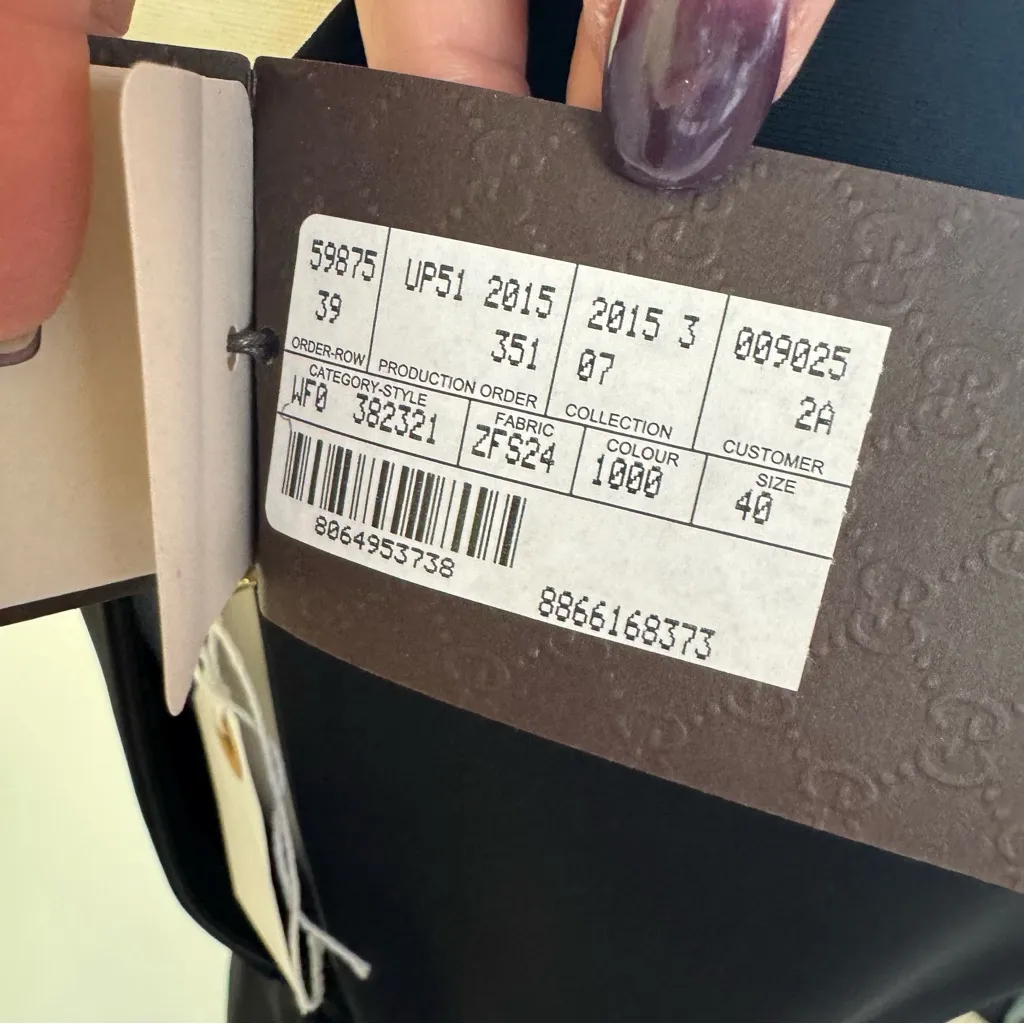 59875
39
ORDER-ROW
UP51 2015
351
PRODUCTION ORDER
2015 3
07
COLLECTION
009025
2A
CUSTOMER
CATEGORY-STYLE
WF0 382321
FABRIC
ZFS24
COLOUR
1000
SIZE
40
8064953738
8866168373